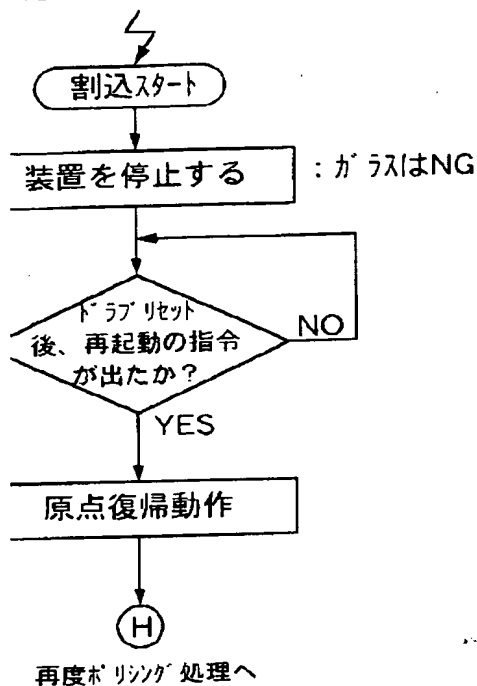 割込スタート
装置を停止する
：ガラスはNG
ドラブリセット
後、再起動の指令
が出たか？
NO
YES
原点復帰動作
H
再度ポリシング処理へ